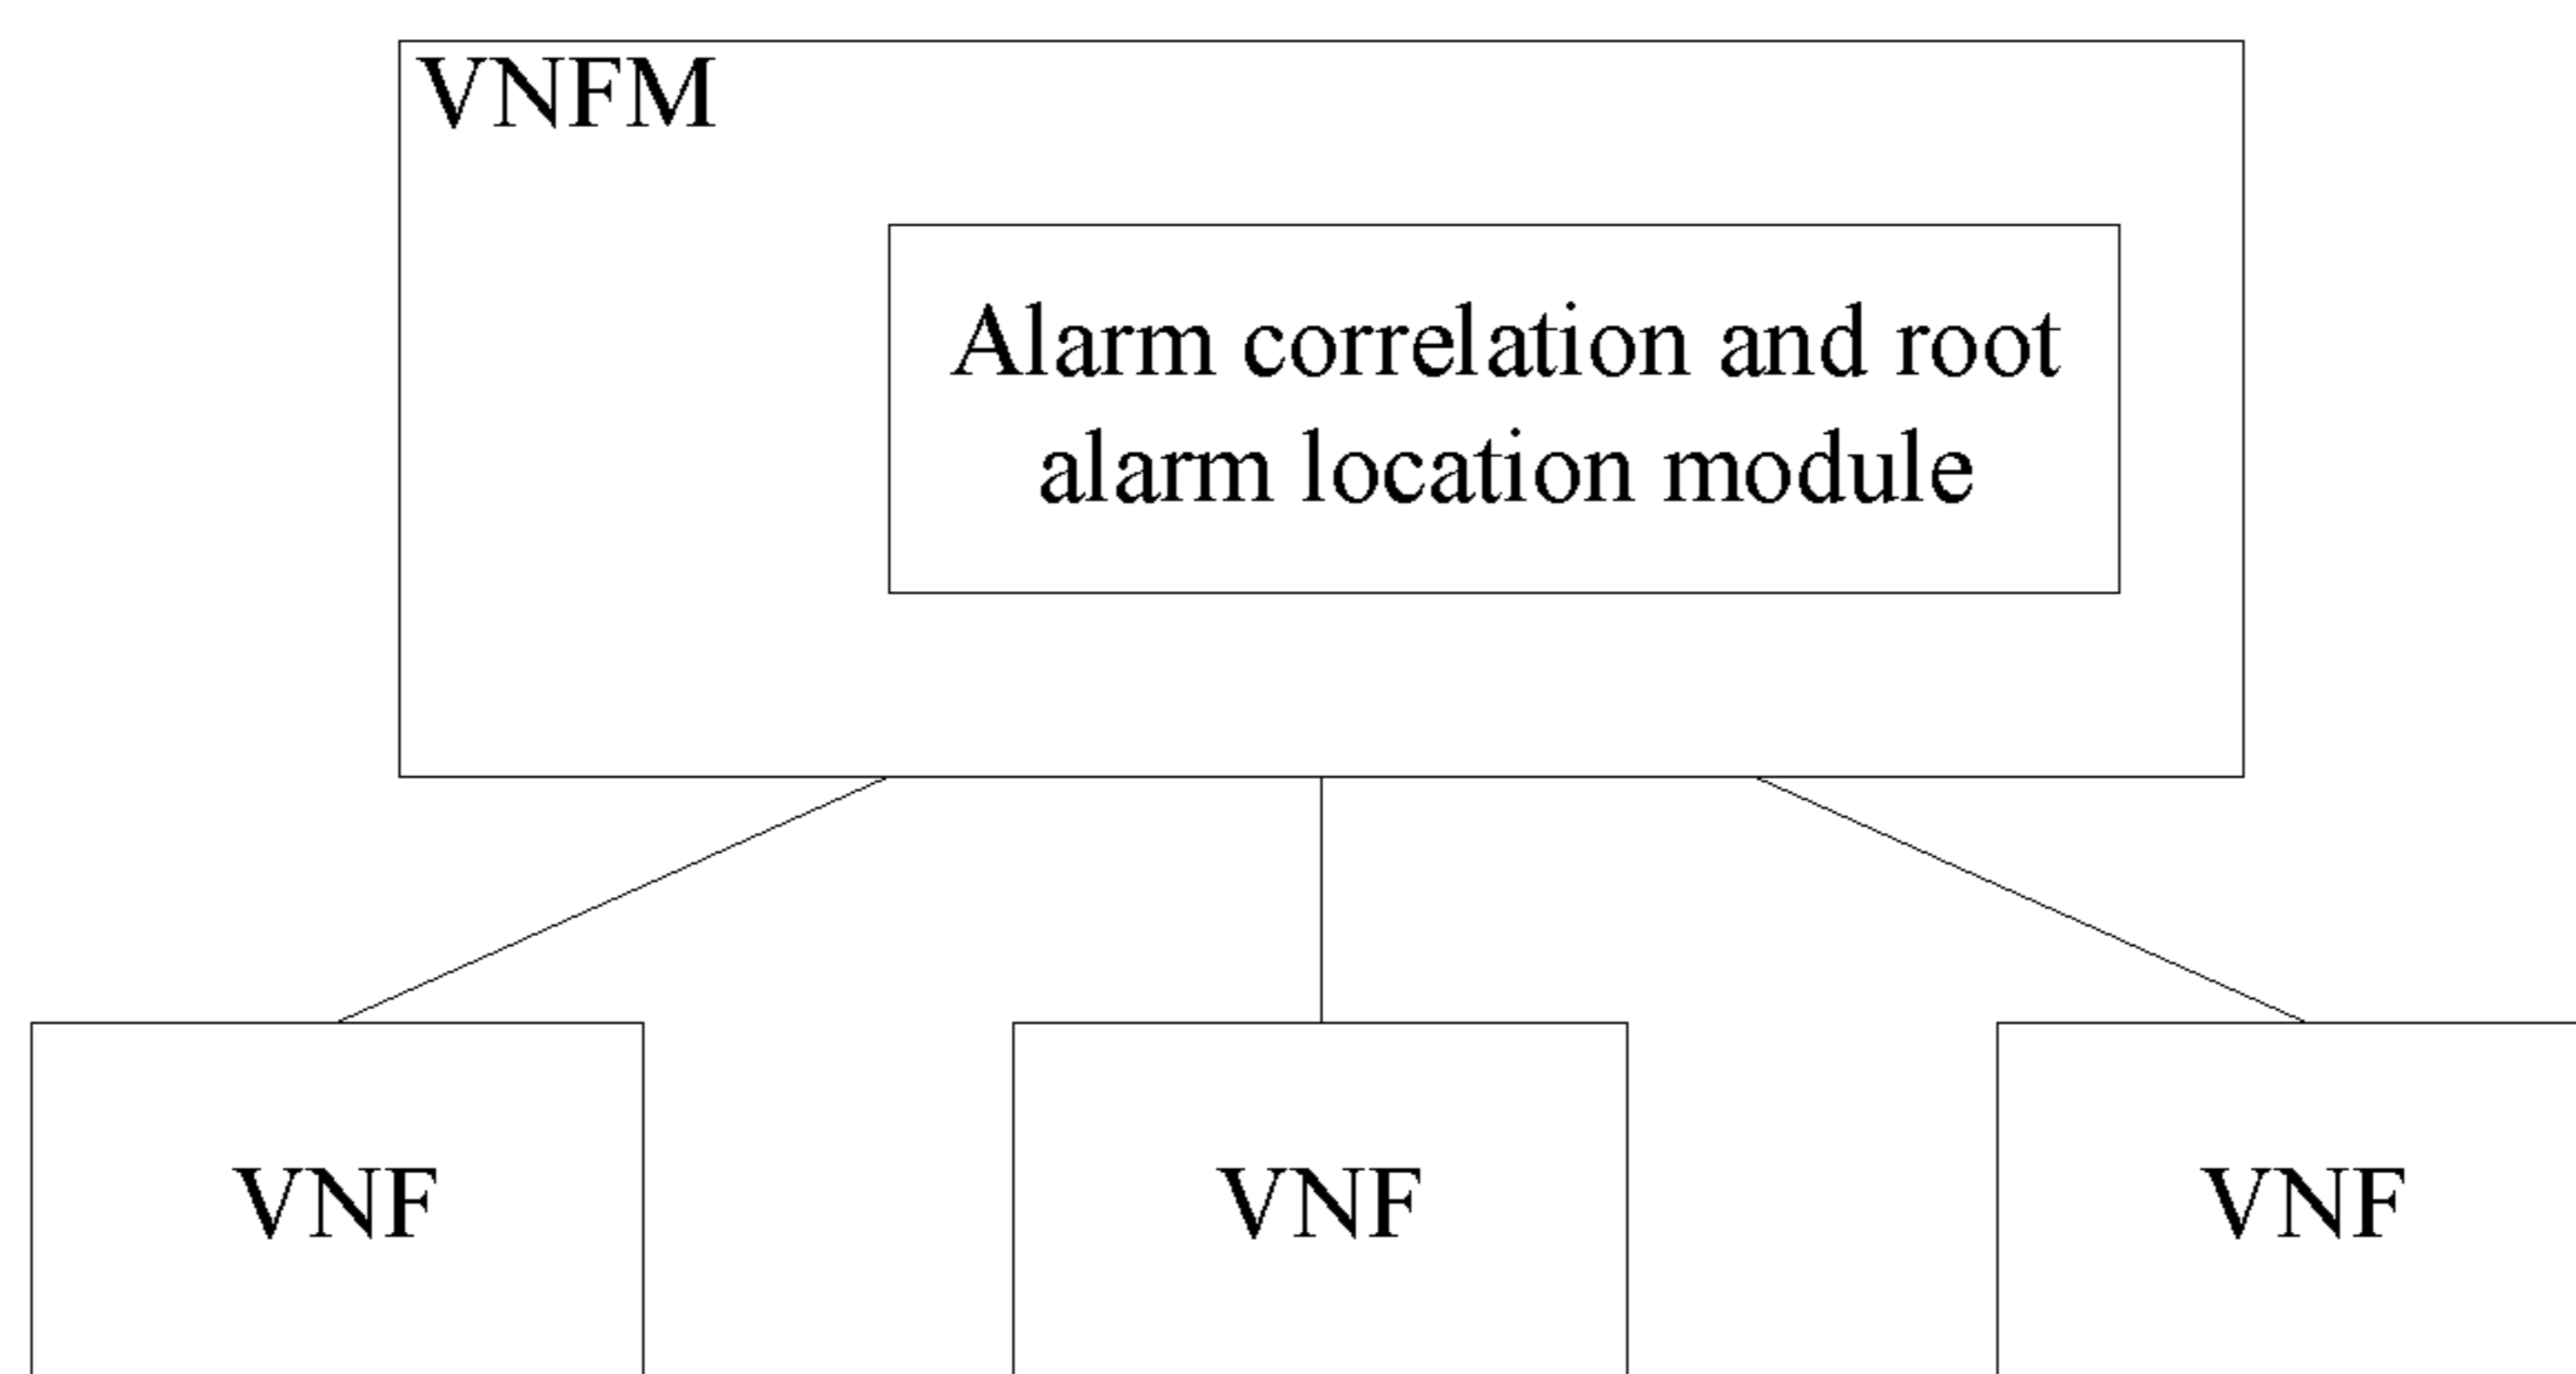 VNFM
Alarm correlation and root
alarm location module
VNF
VNF
VNF